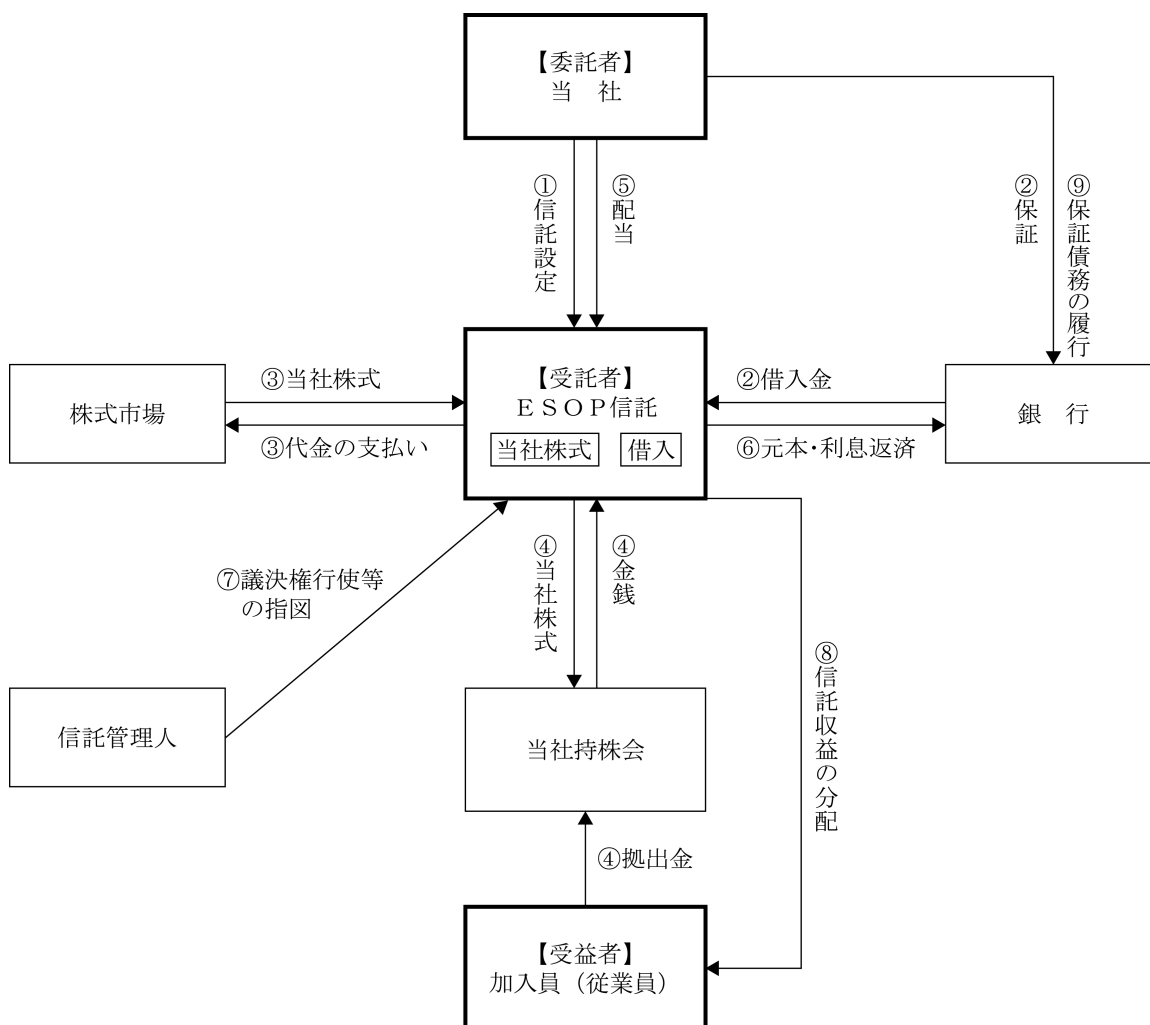 【委託者】
当　社
①信託設定
⑤配当
②保証
⑨保証債務の履行
株式市場
③当社株式
③代金の支払い
【受託者】
ＥＳＯＰ信託
当社株式
借入
②借入金
⑥元本・利息返済
銀　行
⑦議決権行使等
の指図
④当社株式
④金銭
⑧信託収益の分配
信託管理人
当社持株会
④拠出金
【受益者】
加入員（従業員）